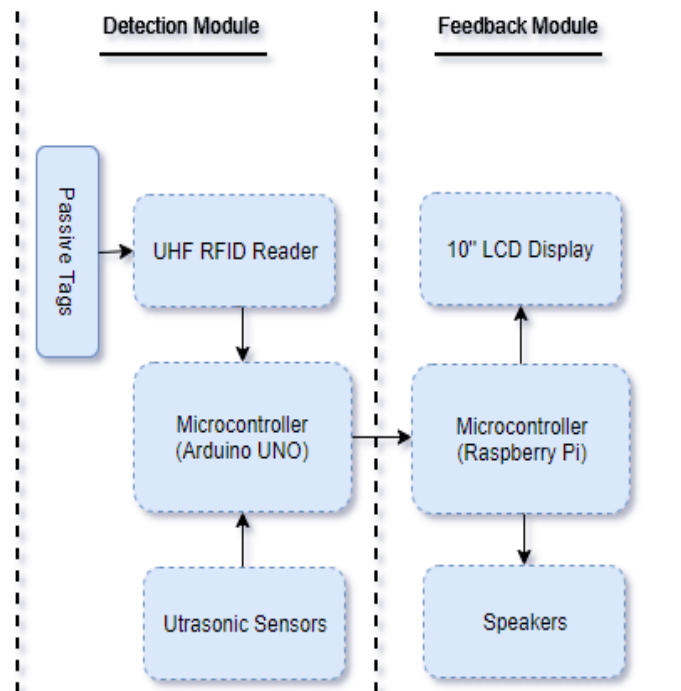 Detection Module
Feedback Module
Passive Tags
UHF RFID Reader
10" LCD Display
Microcontroller
(Arduino UNO)
Microcontroller
(Raspberry Pi)
Utrasonic Sensors
Speakers